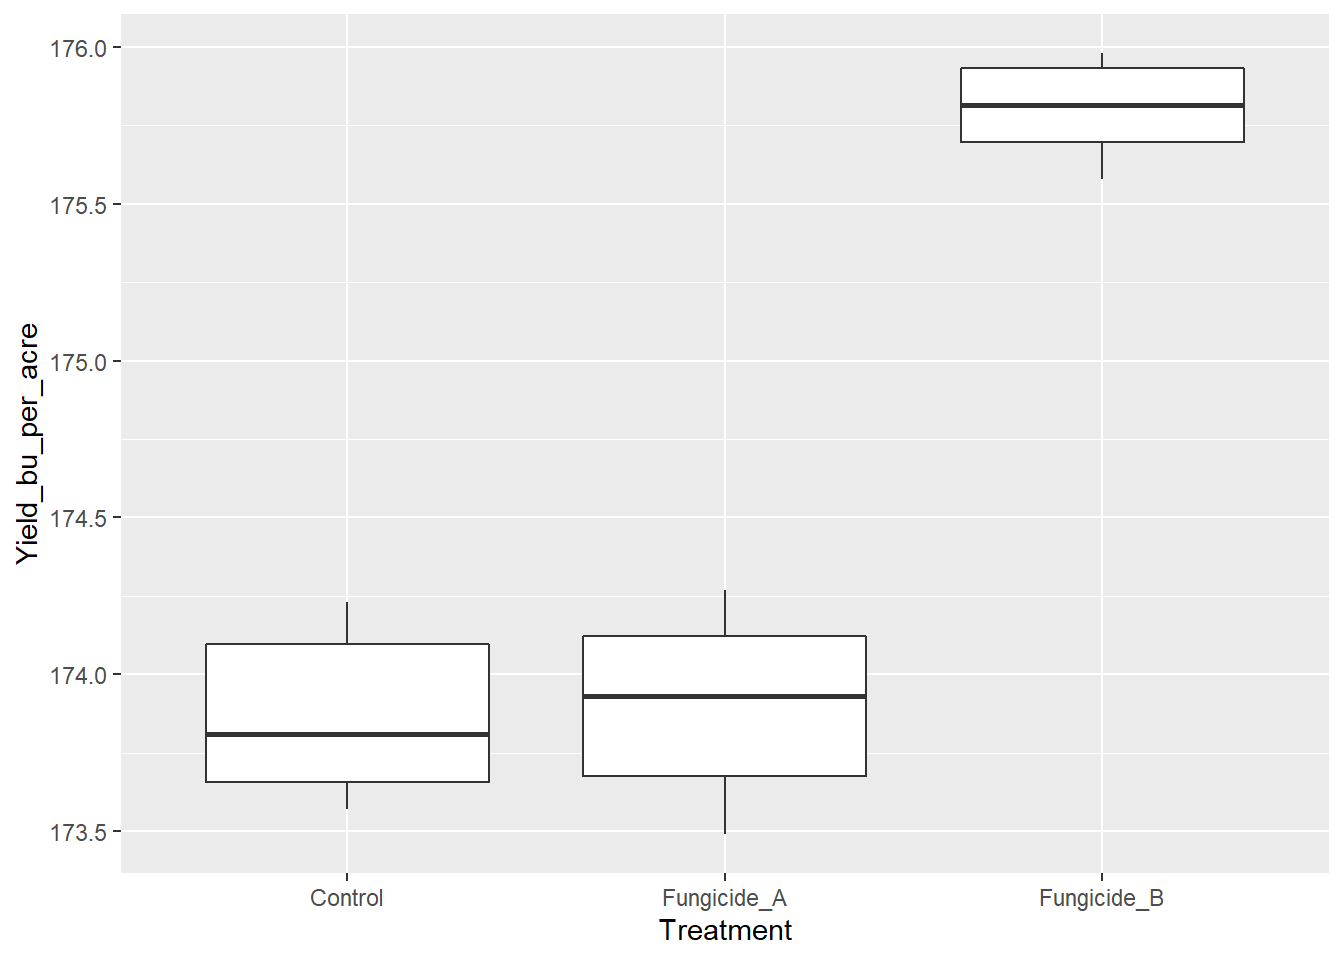 176.0
175.5
175.0
174.5
174.0
173.5
Yield_bu_per_acre
Control
Fungicide_A
Fungicide_B
Treatment